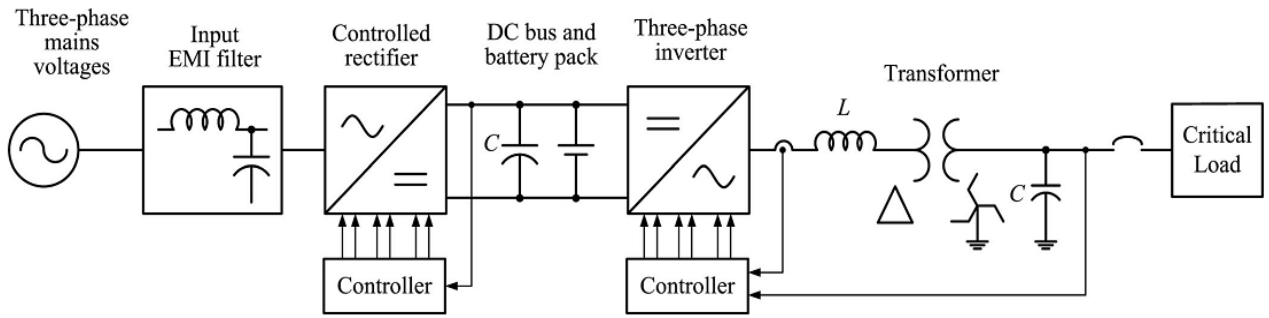 Three-phase
mains
voltages
Input
EMI filter
Controlled
rectifier
DC bus and
battery pack
Three-phase
inverter
Transformer
L
C
C
Critical
Load
Controller
Controller